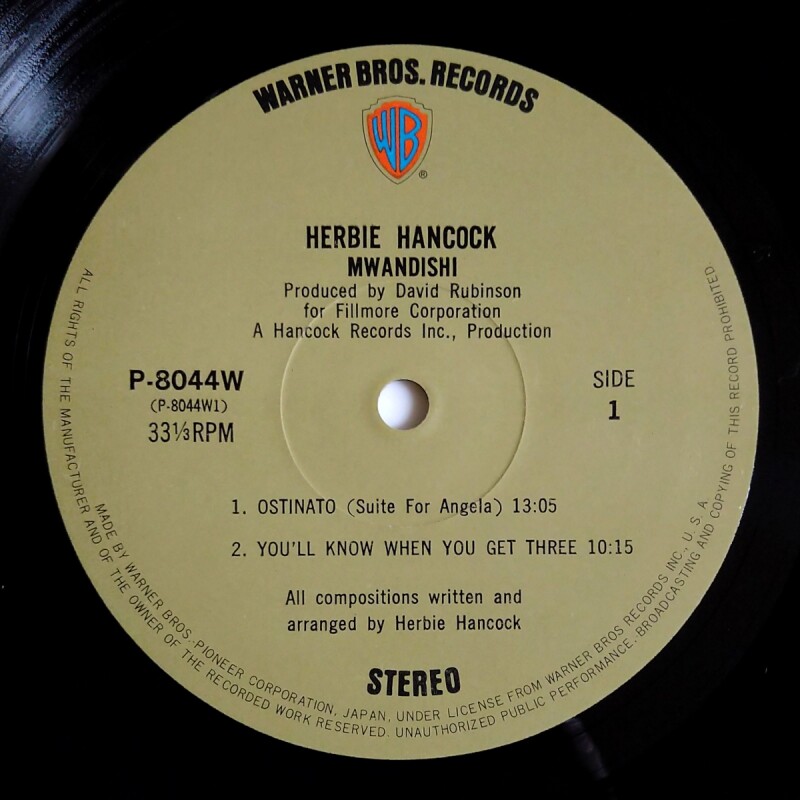 WARNER BROS. RECORDS
WB
®
HERBIE HANCOCK
MWANDISHI
Produced by David Rubinson
for Fillmore Corporation
A Hancock Records Inc., Production
P-8044W
(P-8044W1)
33⅓RPM
SIDE
1
1. OSTINATO (Suite For Angela) 13:05
2. YOU'LL KNOW WHEN YOU GET THREE 10:15
All compositions written and
arranged by Herbie Hancock
STEREO
MADE BY WARNER BROS.-PIONEER CORPORATION, JAPAN, UNDER LICENSE FROM WARNER BROS RECORDS INC., U. S. A.
ALL RIGHTS OF THE MANUFACTURER AND OF THE OWNER OF THE RECORDED WORK RESERVED. UNAUTHORIZED PUBLIC PERFORMANCE. BROADCASTING AND COPYING OF THIS RECORD PROHIBITED.